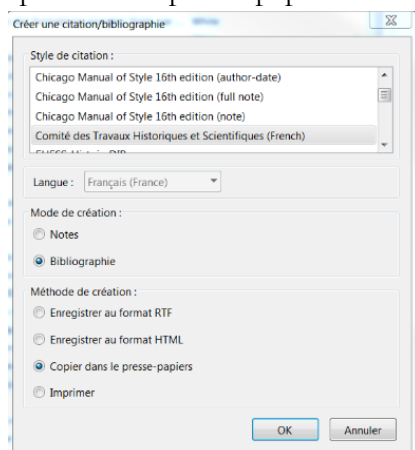 Créer une citation/bibliographie
Style de citation :
Chicago Manual of Style 16th edition (author-date)
Chicago Manual of Style 16th edition (full note)
Chicago Manual of Style 16th edition (note)
Comité des Travaux Historiques et Scientifiques (French)
Langue : Français (France)
Mode de création :
Notes
Bibliographie
Méthode de création :
Enregistrer au format RTF
Enregistrer au format HTML
Copier dans le presse-papiers
Imprimer
OK Annuler